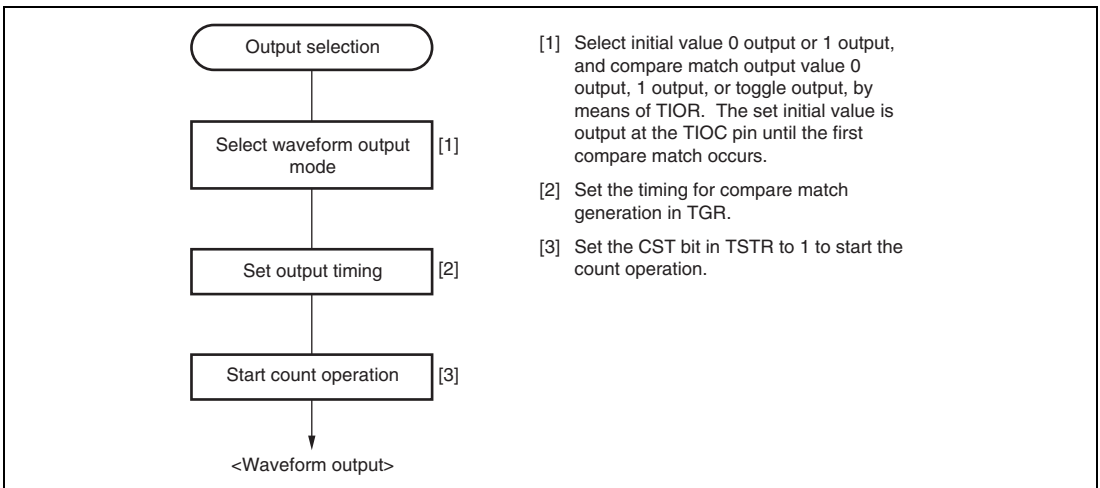 Output selection
Select waveform output
mode
[1]
Set output timing
[2]
Start count operation
[3]
<Waveform output>
[1] Select initial value 0 output or 1 output,
and compare match output value 0
output, 1 output, or toggle output, by
means of TIOR. The set initial value is
output at the TIOC pin until the first
compare match occurs.
[2] Set the timing for compare match
generation in TGR.
[3] Set the CST bit in TSTR to 1 to start the
count operation.